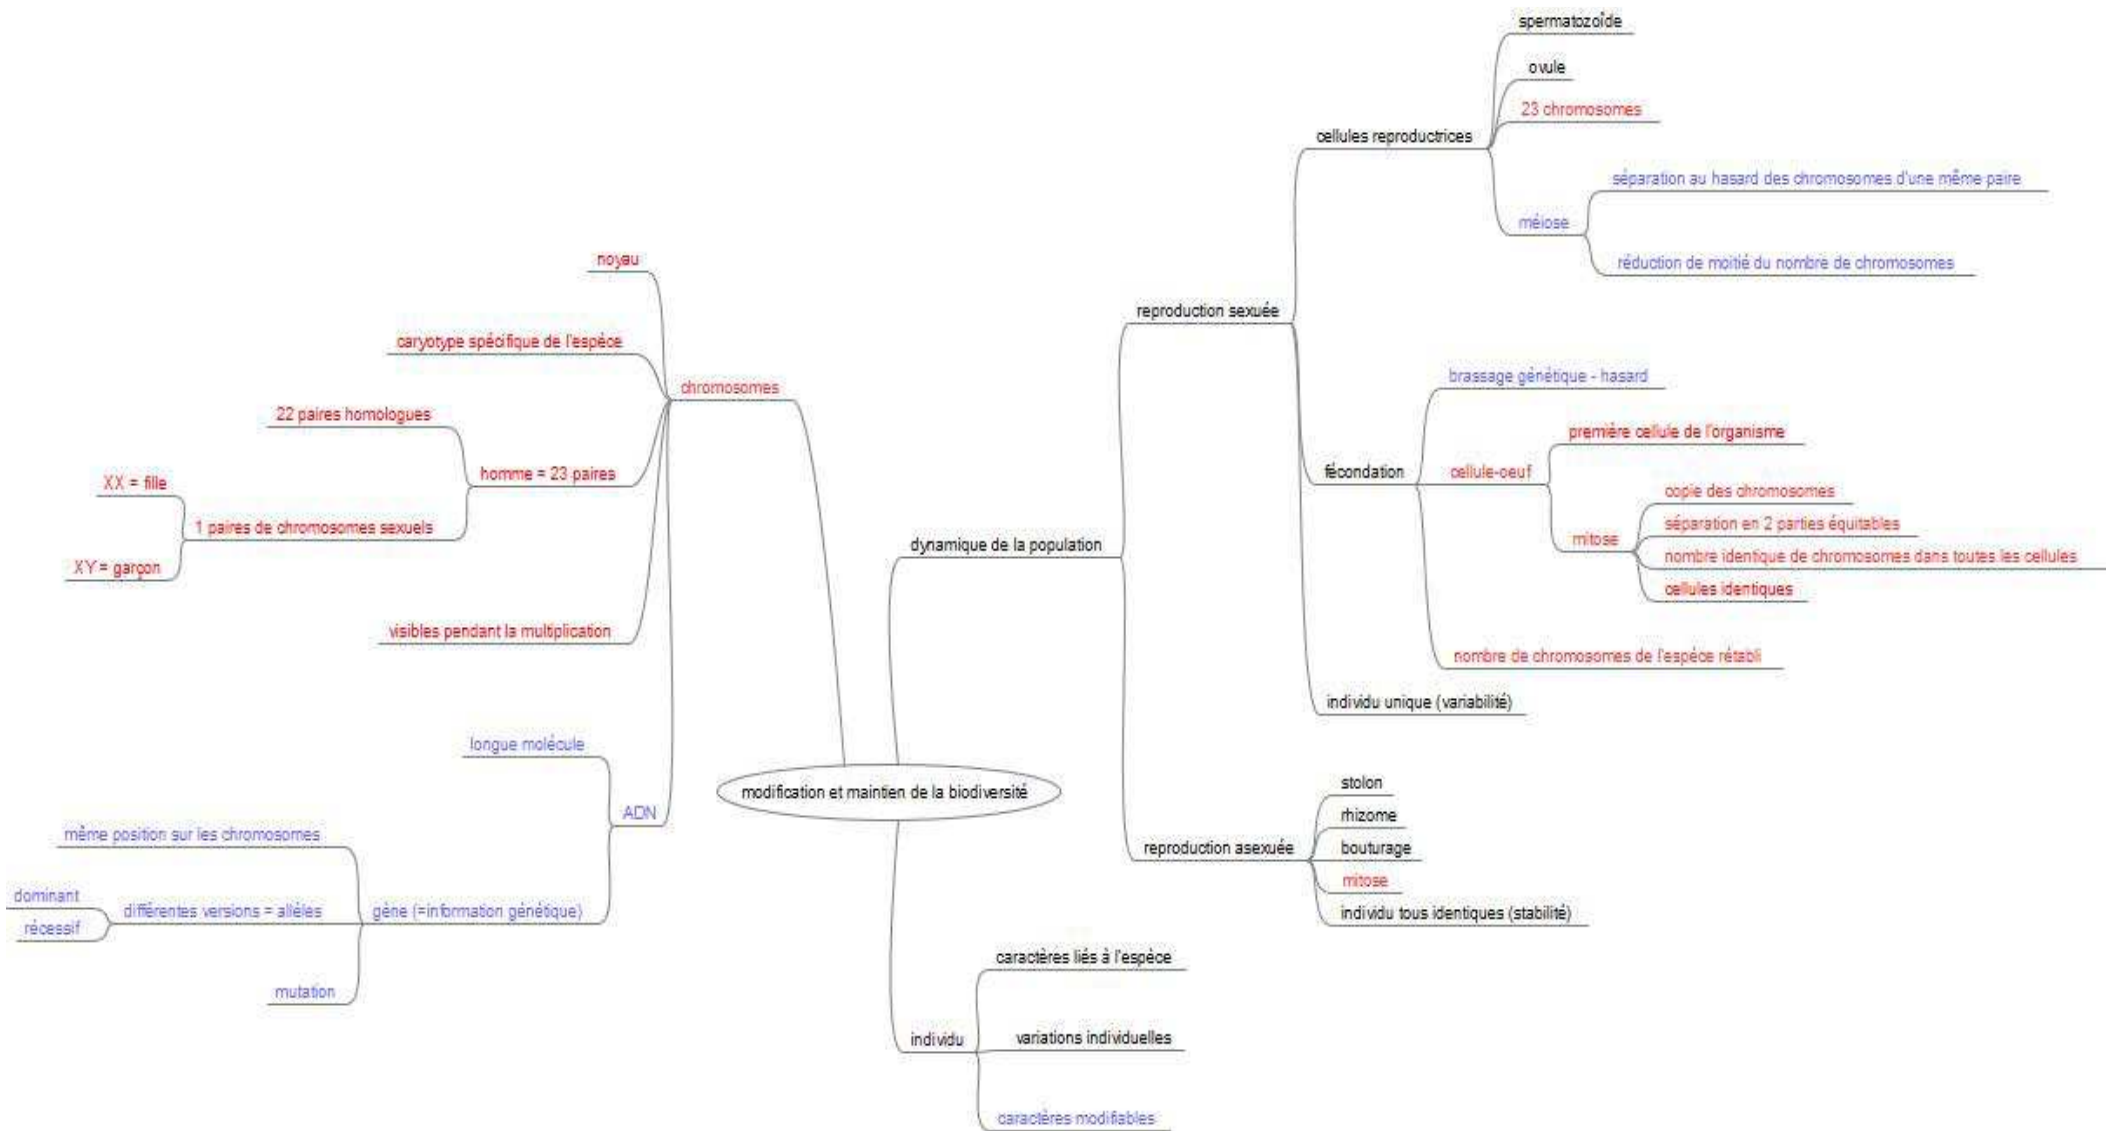 modification et maintien de la biodiversité
chromosomes
noyau
caryotype spécifique de l'espèce
homme = 23 paires
22 paires homologues
1 paires de chromosomes sexuels
XX = fille
XY = garçon
visibles pendant la multiplication
ADN
longue molécule
gène (=information génétique)
même position sur les chromosomes
différentes versions = allèles
dominant
récessif
mutation
dynamique de la population
reproduction sexuée
cellules reproductrices
spermatozoïde
ovule
23 chromosomes
méiose
séparation au hasard des chromosomes d'une même paire
réduction de moitié du nombre de chromosomes
fécondation
brassage génétique - hasard
cellule-oeuf
première cellule de l'organisme
mitose
copie des chromosomes
séparation en 2 parties équitables
nombre identique de chromosomes dans toutes les cellules
cellules identiques
nombre de chromosomes de l'espèce rétabli
individu unique (variabilité)
reproduction asexuée
stolon
rhizome
bouturage
mitose
individu tous identiques (stabilité)
individu
caractères liés à l'espèce
variations individuelles
caractères modifiables